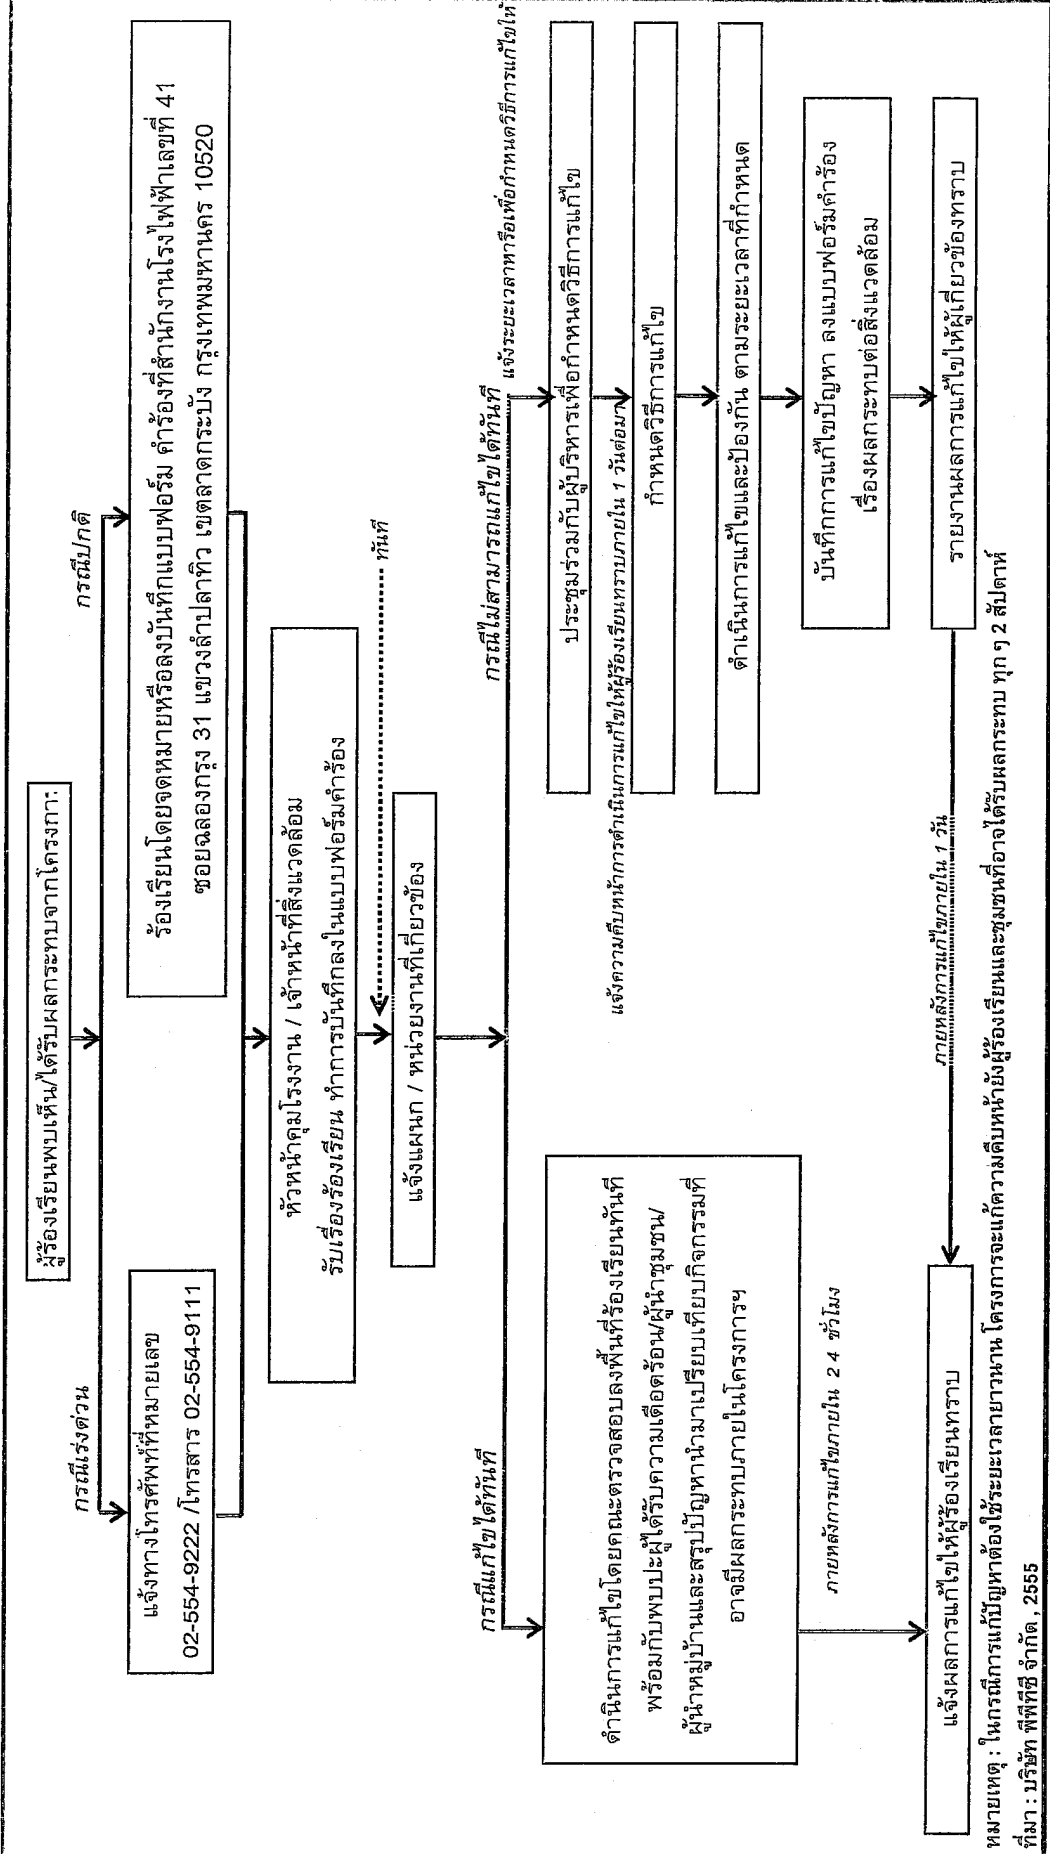 ผู้ร้องเรียนพบเห็น/ได้รับผลกระทบจากโครงการ
กรณีเร่งด่วน
กรณีปกติ
แจ้งทางโทรศัพท์ที่หมายเลข
02-554-9222 /โทรสาร 02-554-9111
ร้องเรียนโดยจดหมายหรือลงบันทึกแบบฟอร์ม คำร้องที่สำนักงานโรงไฟฟ้าเลขที่ 41
ซอยฉลองกรุง 31 แขวงลำปลาทิว เขตลาดกระบัง กรุงเทพมหานคร 10520
หัวหน้าคุมโรงงาน / เจ้าหน้าที่สิ่งแวดล้อม
รับเรื่องร้องเรียน ทำการบันทึกลงในแบบฟอร์มคำร้อง
ทันที
แจ้งแผนก / หน่วยงานที่เกี่ยวข้อง
กรณีแก้ไขได้ทันที
กรณีไม่สามารถแก้ไขได้ทันที
แจ้งระยะเวลาหารือเพื่อกำหนดวิธีการแก้ไขให้
ดำเนินการแก้ไขโดยคณะตรวจสอบลงพื้นที่ร้องเรียนทันที
พร้อมกับพบปะผู้ได้รับความเดือดร้อน/ผู้นำชุมชน/
ผู้นำหมู่บ้านและสรุปปัญหานำมาเปรียบเทียบกิจกรรมที่
อาจมีผลกระทบภายในโครงการฯ
ประชุมร่วมกับผู้บริหารเพื่อกำหนดวิธีการแก้ไข
แจ้งความคืบหน้าการดำเนินการแก้ไขให้ผู้ร้องเรียนทราบภายใน 1 วันต่อมา
กำหนดวิธีการแก้ไข
ดำเนินการแก้ไขและป้องกัน ตามระยะเวลาที่กำหนด
บันทึกการแก้ไขปัญหา ลงแบบฟอร์มคำร้อง
เรื่องผลกระทบต่อสิ่งแวดล้อม
ภายหลังการแก้ไขภายใน 24 ชั่วโมง
รายงานผลการแก้ไขให้ผู้เกี่ยวข้องทราบ
ภายหลังการแก้ไขภายใน 1 วัน
แจ้งผลการแก้ไขให้ผู้ร้องเรียนทราบ
หมายเหตุ : ในกรณีการแก้ปัญหาต้องใช้ระยะเวลายาวนาน โครงการจะแก้ความคืบหน้ายังผู้ร้องเรียนและชุมชนที่อาจได้รับผลกระทบ ทุก ๆ 2 สัปดาห์
ที่มา : บริษัท พีพีทีซี จำกัด, 2555